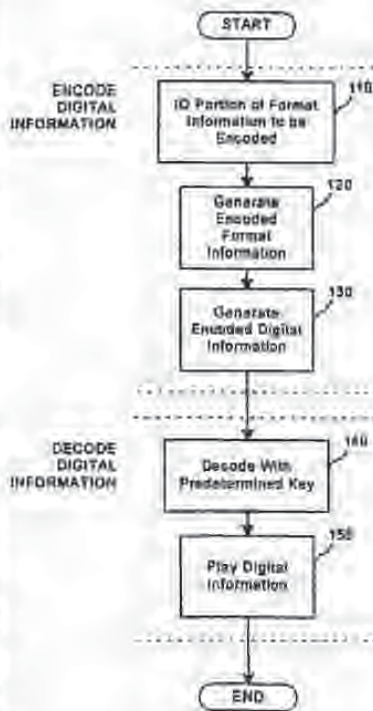 START
ENCODE
DIGITAL
INFORMATION
ID Portion of Format
Information to be
Encoded
110
Generate
Encoded
Format
Information
120
Generate
Encoded Digital
Information
130
DECODE
DIGITAL
INFORMATION
Decode With
Predetermined Key
140
Play Digital
Information
150
END